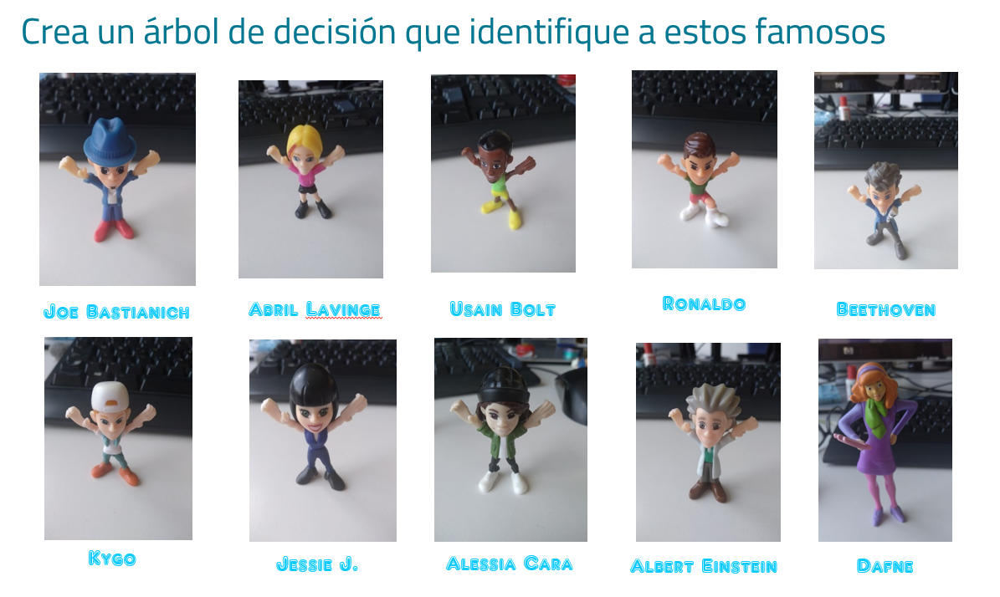 Crea un árbol de decisión que identifique a estos famosos
Joe Bastianich
Abril Lavinge
Usain Bolt
Ronaldo
Beethoven
Kygo
Jessie J.
Alessia Cara
Albert Einstein
Dafne